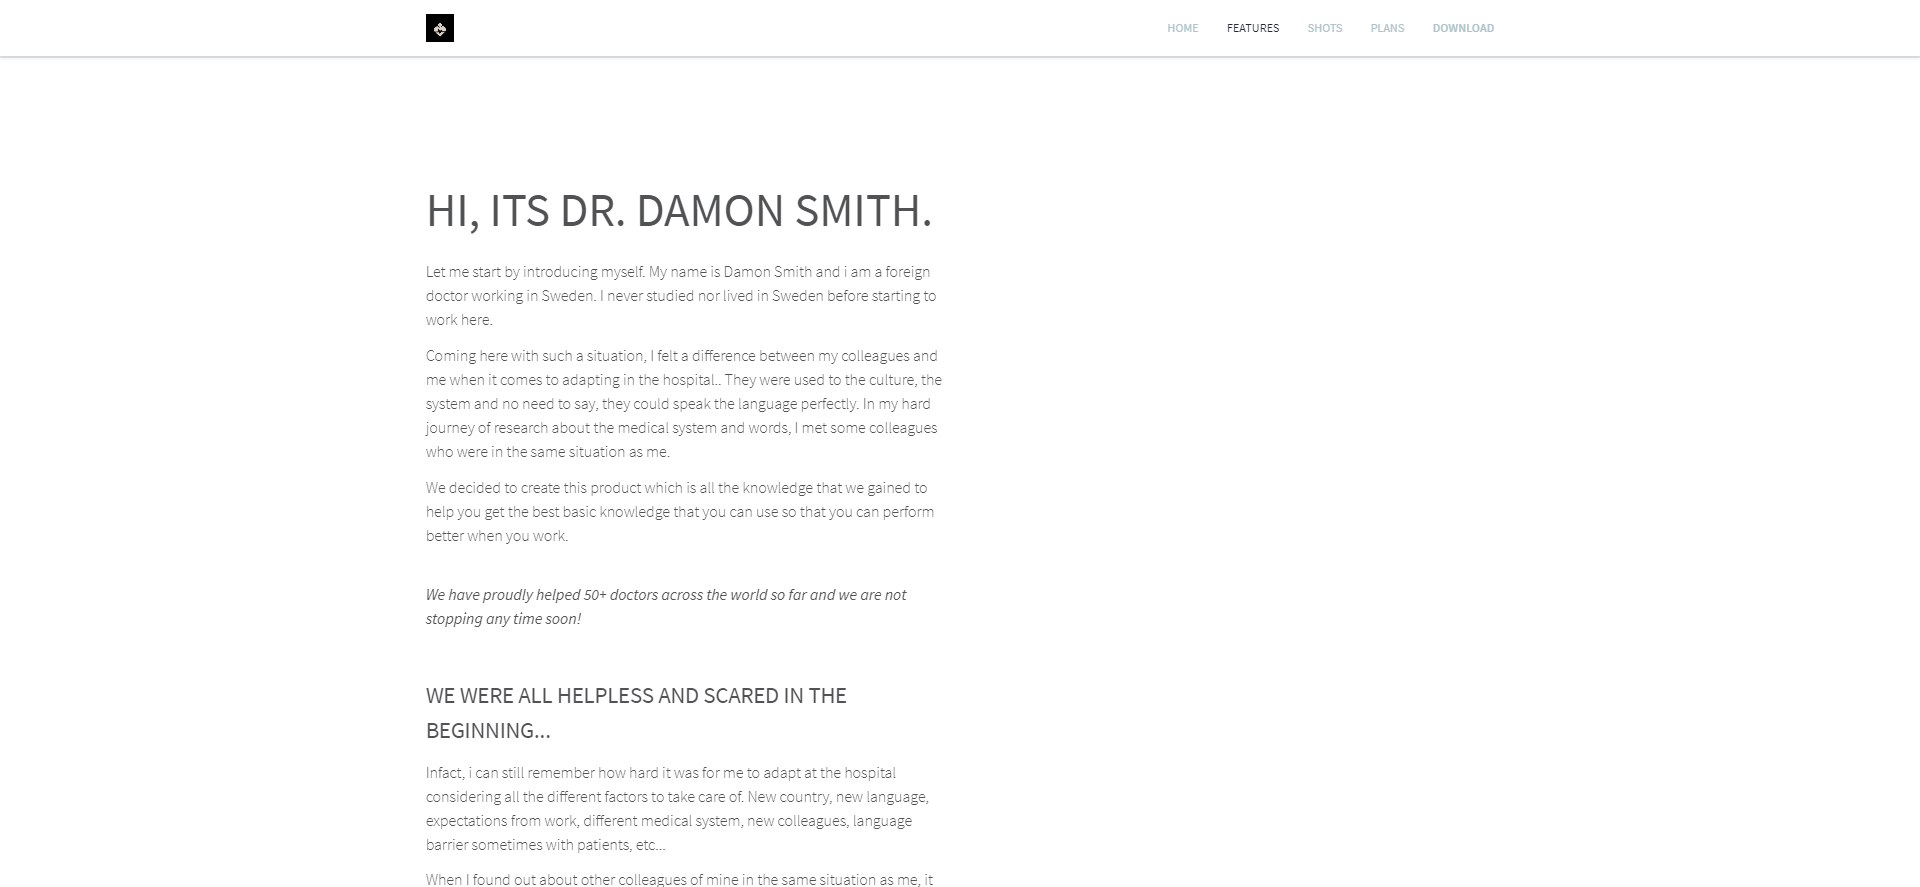 HOME FEATURES SHOTS PLANS DOWNLOAD
HI, ITS DR. DAMON SMITH.
Let me start by introducing myself. My name is Damon Smith and i am a foreign
doctor working in Sweden. I never studied nor lived in Sweden before starting to
work here.
Coming here with such a situation, I felt a difference between my colleagues and
me when it comes to adapting in the hospital.. They were used to the culture, the
system and no need to say, they could speak the language perfectly. In my hard
journey of research about the medical system and words, I met some colleagues
who were in the same situation as me.
We decided to create this product which is all the knowledge that we gained to
help you get the best basic knowledge that you can use so that you can perform
better when you work.
We have proudly helped 50+ doctors across the world so far and we are not
stopping any time soon!
WE WERE ALL HELPLESS AND SCARED IN THE
BEGINNING...
Infact, i can still remember how hard it was for me to adapt at the hospital
considering all the different factors to take care of. New country, new language,
expectations from work, different medical system, new colleagues, language
barrier sometimes with patients, etc...
When I found out about other colleagues of mine in the same situation as me, it